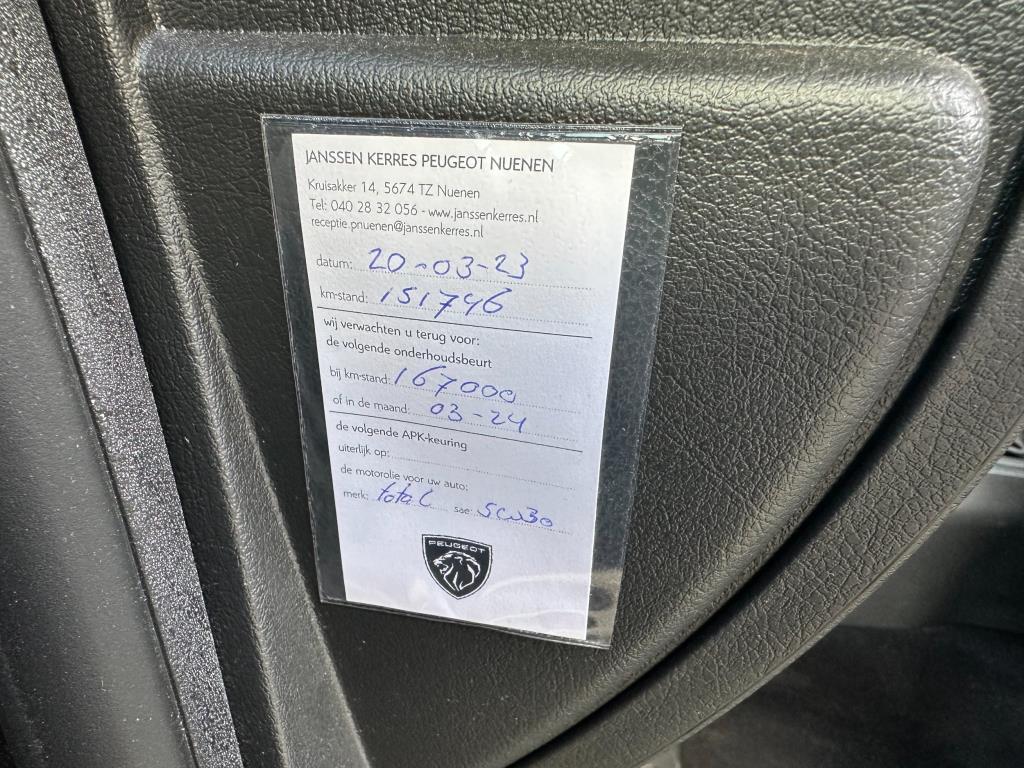 JANSSEN KERRES PEUGEOT NUENEN
Kruisakker 14, 5674 TZ Nuenen
Tel: 040 28 32 056 - www.janssenkerres.nl
receptie.pnuenen@janssenkerres.nl
datum: 20-03-23
km-stand: 151746
wij verwachten u terug voor:
de volgende onderhoudsbeurt
bij km-stand: 167000
of in de maand: 03-24
de volgende APK-keuring
uiterlijk op:
de motorolie voor uw auto:
merk: total sae: 5w30
PEUGEOT